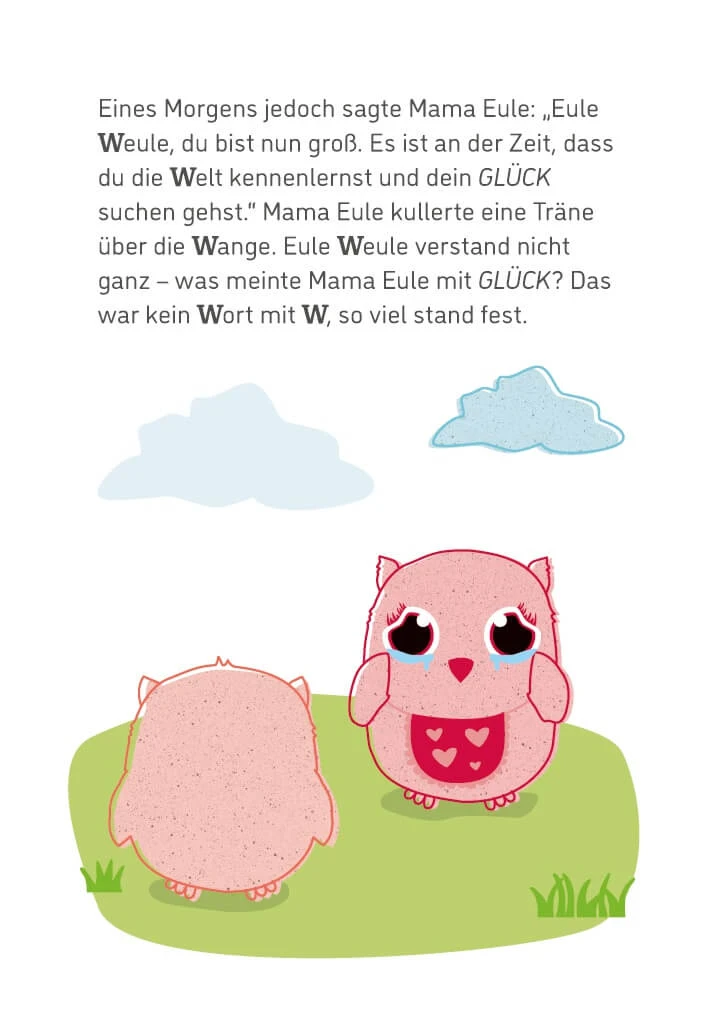 Eines Morgens jedoch sagte Mama Eule: „Eule
Weule, du bist nun groß. Es ist an der Zeit, dass
du die Welt kennenlernst und dein GLÜCK
suchen gehst.“ Mama Eule kullerte eine Träne
über die Wange. Eule Weule verstand nicht
ganz – was meinte Mama Eule mit GLÜCK? Das
war kein Wort mit W, so viel stand fest.